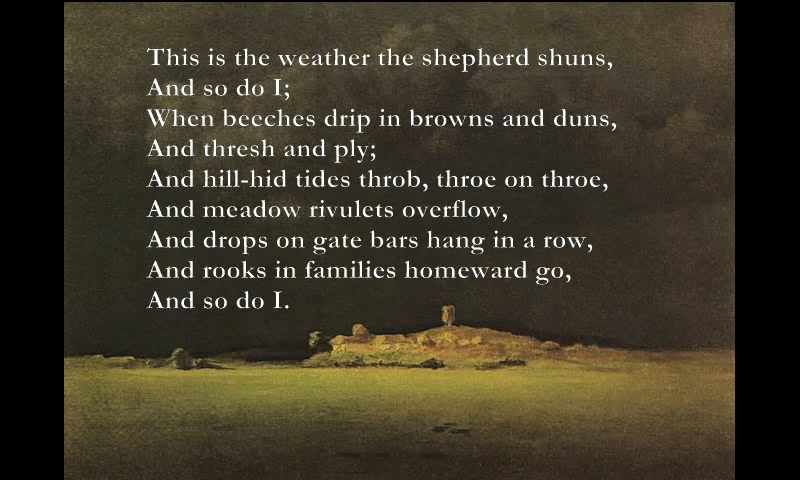 This is the weather the shepherd shuns,
And so do I;
When beeches drip in browns and duns,
And thresh and ply;
And hill-hid tides throb, throe on throe,
And meadow rivulets overflow,
And drops on gate bars hang in a row,
And rooks in families homeward go,
And so do I.